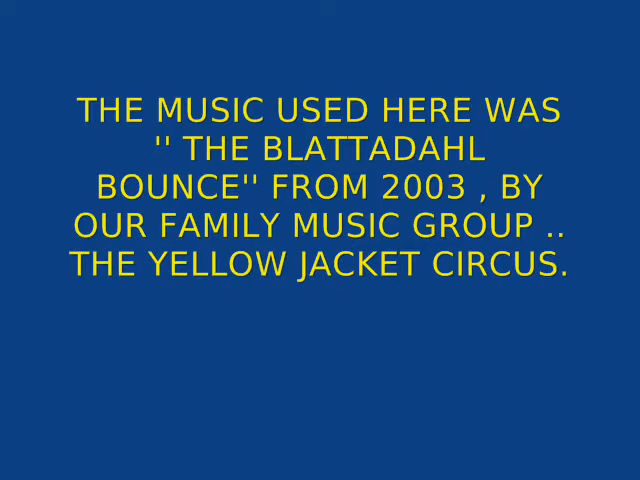 THE MUSIC USED HERE WAS
'' THE BLATTADAHL
BOUNCE'' FROM 2003 , BY
OUR FAMILY MUSIC GROUP ..
THE YELLOW JACKET CIRCUS.